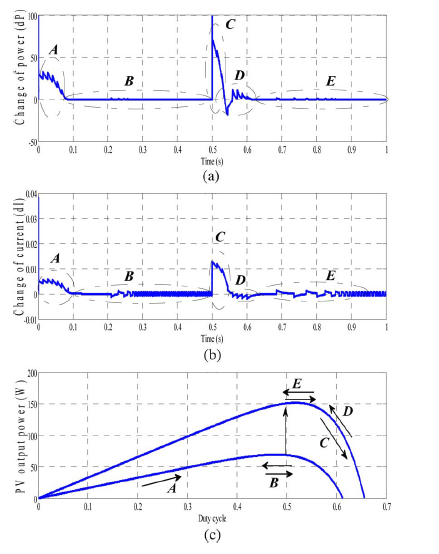 Change of power (dP)
100
50
0
-50
A
B
C
D
E
0 0.1 0.2 0.3 0.4 0.5 0.6 0.7 0.8 0.9 1
Time (s)
(a)
Change of current (dI)
0.04
0.03
0.02
0.01
0
-0.01
A
B
C
D
E
0 0.1 0.2 0.3 0.4 0.5 0.6 0.7 0.8 0.9 1
Time (s)
(b)
PV output power (W)
200
150
100
50
0
E
D
C
B
A
0 0.1 0.2 0.3 0.4 0.5 0.6 0.7
Duty cycle
(c)